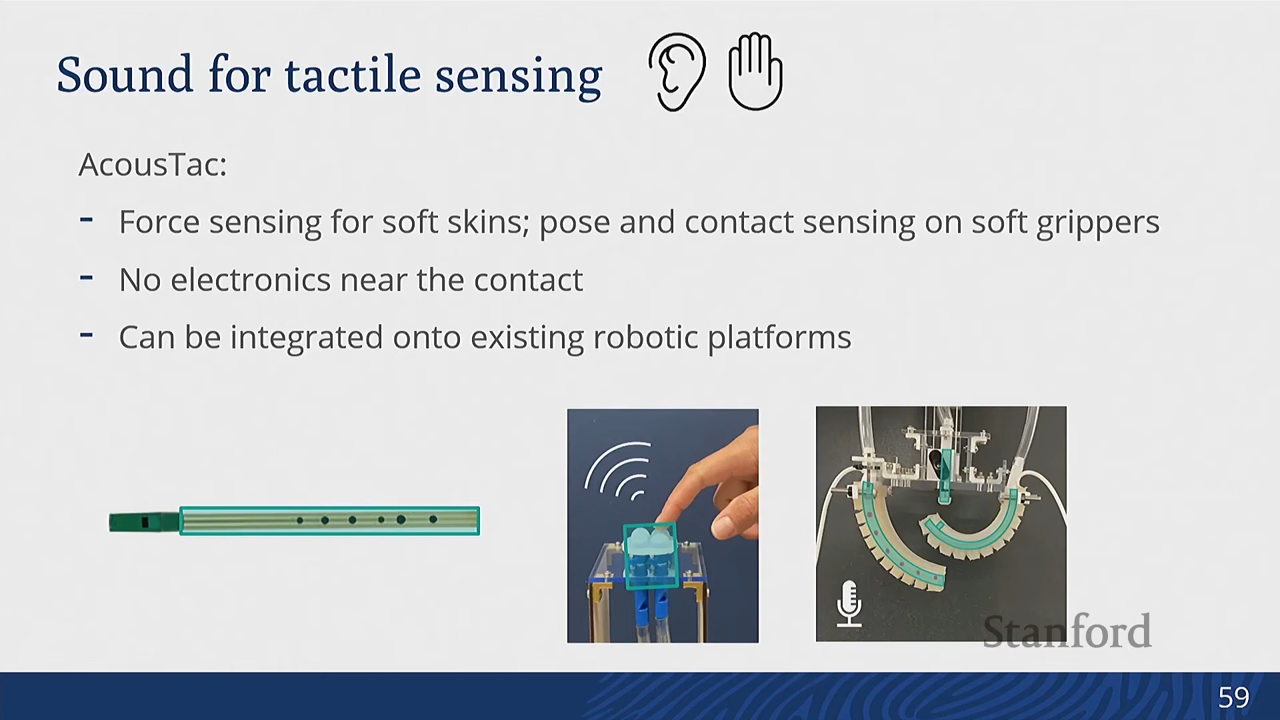 Sound for tactile sensing
AcousTac:
- Force sensing for soft skins; pose and contact sensing on soft grippers
- No electronics near the contact
- Can be integrated onto existing robotic platforms
Stanford
59